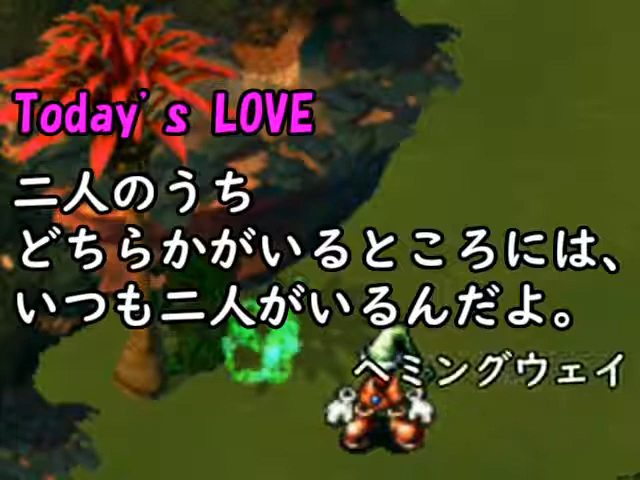 Today's LOVE
二人のうち
どちらかがいるところには、
いつも二人がいるんだよ。
ヘミングウェイ